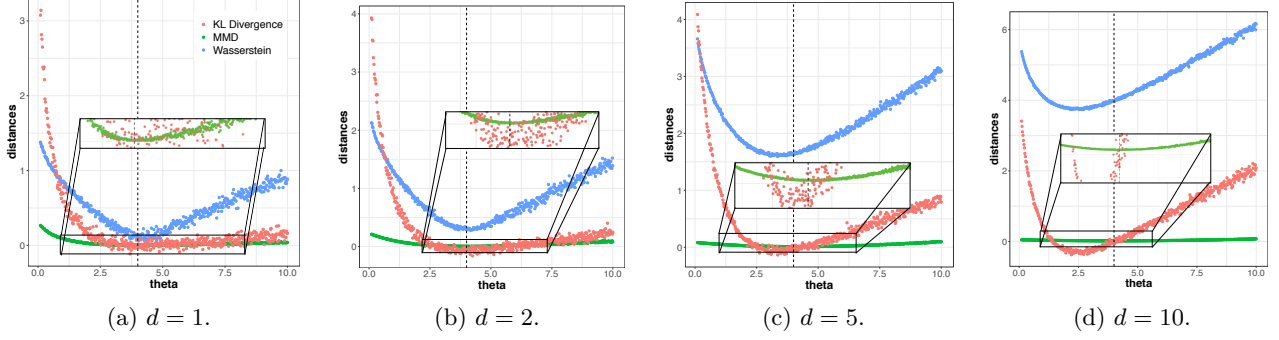 4
KL Divergence
MMD
Wasserstein
3
2
1
0
distances
0.0 2.5 5.0 7.5 10.0
theta
(a) d = 1.
4
3
2
1
0
distances
0.0 2.5 5.0 7.5 10.0
theta
(b) d = 2.
4
3
2
1
0
distances
0.0 2.5 5.0 7.5 10.0
theta
(c) d = 5.
6
4
2
0
distances
0.0 2.5 5.0 7.5 10.0
theta
(d) d = 10.